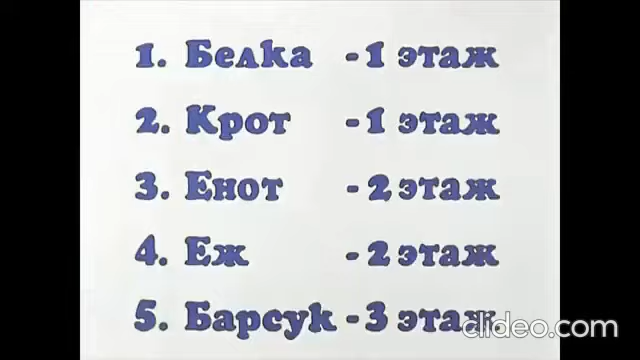 1. Белка - 1 этаж
2. Крот - 1 этаж
3. Енот - 2 этаж
4. Еж - 2 этаж
5. Барсук - 3 этаж
clideo.com